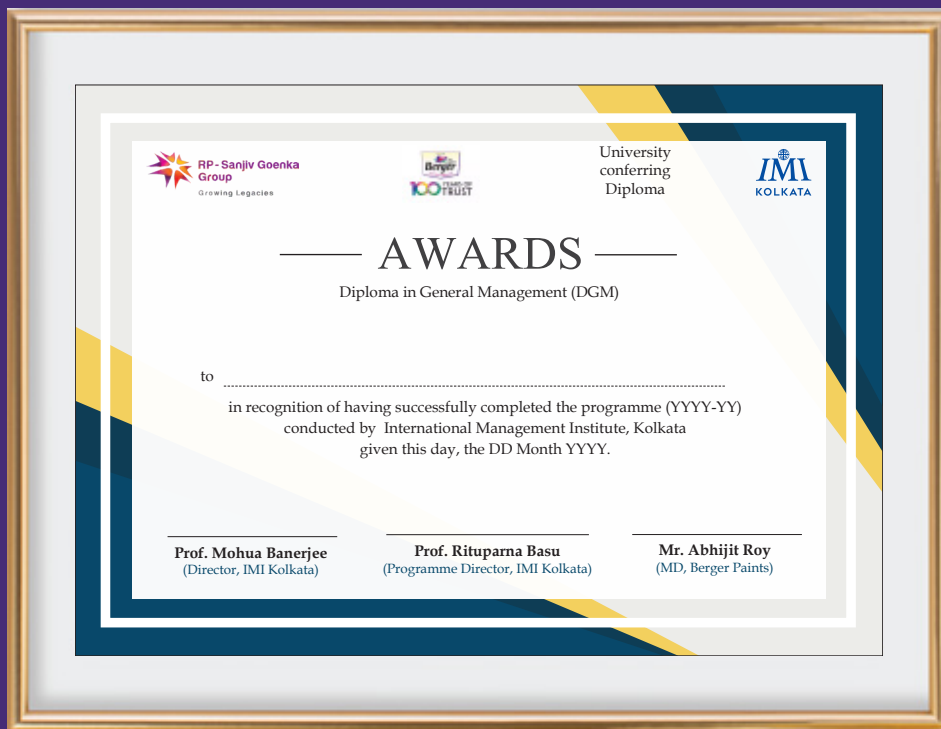 RP - Sanjiv Goenka
Group
Growing Legacies
Berger
100 YEARS OF
TRUST
University
conferring
Diploma
IMI
KOLKATA
AWARDS
Diploma in General Management (DGM)
to
in recognition of having successfully completed the programme (YYYY-YY)
conducted by International Management Institute, Kolkata
given this day, the DD Month YYYY.
Prof. Mohua Banerjee
(Director, IMI Kolkata)
Prof. Rituparna Basu
(Programme Director, IMI Kolkata)
Mr. Abhijit Roy
(MD, Berger Paints)